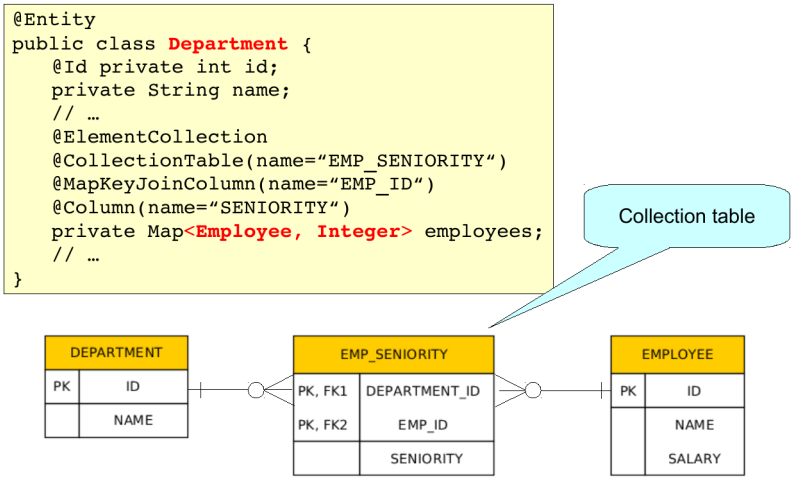 @Entity
public class Department {
@Id private int id;
private String name;
// …
@ElementCollection
@CollectionTable(name=“EMP_SENIORITY“)
@MapKeyJoinColumn(name=“EMP_ID“)
@Column(name=“SENIORITY“)
private Map<Employee, Integer> employees;
// …
}
Collection table
DEPARTMENT
PK ID
NAME
EMP_SENIORITY
PK, FK1 DEPARTMENT_ID
PK, FK2 EMP_ID
SENIORITY
EMPLOYEE
PK ID
NAME
SALARY